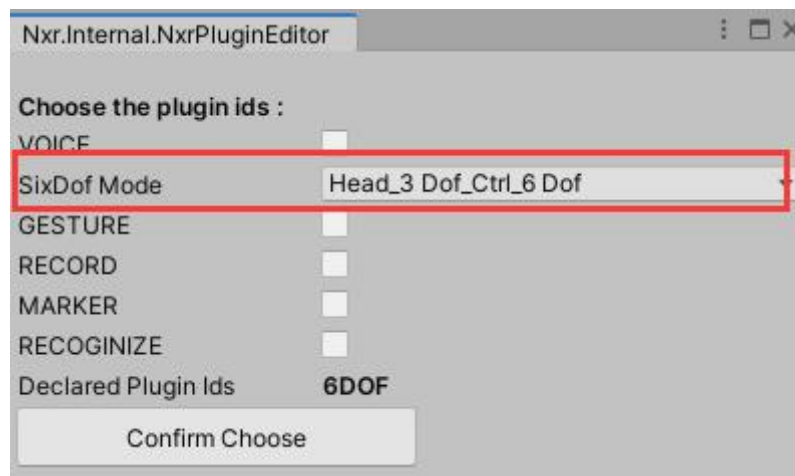 Nxr.Internal.NxrPluginEditor
Choose the plugin ids :
VOICE
SixDof Mode Head_3 Dof_Ctrl_6 Dof
GESTURE
RECORD
MARKER
RECOGINIZE
Declared Plugin Ids 6DOF
Confirm Choose